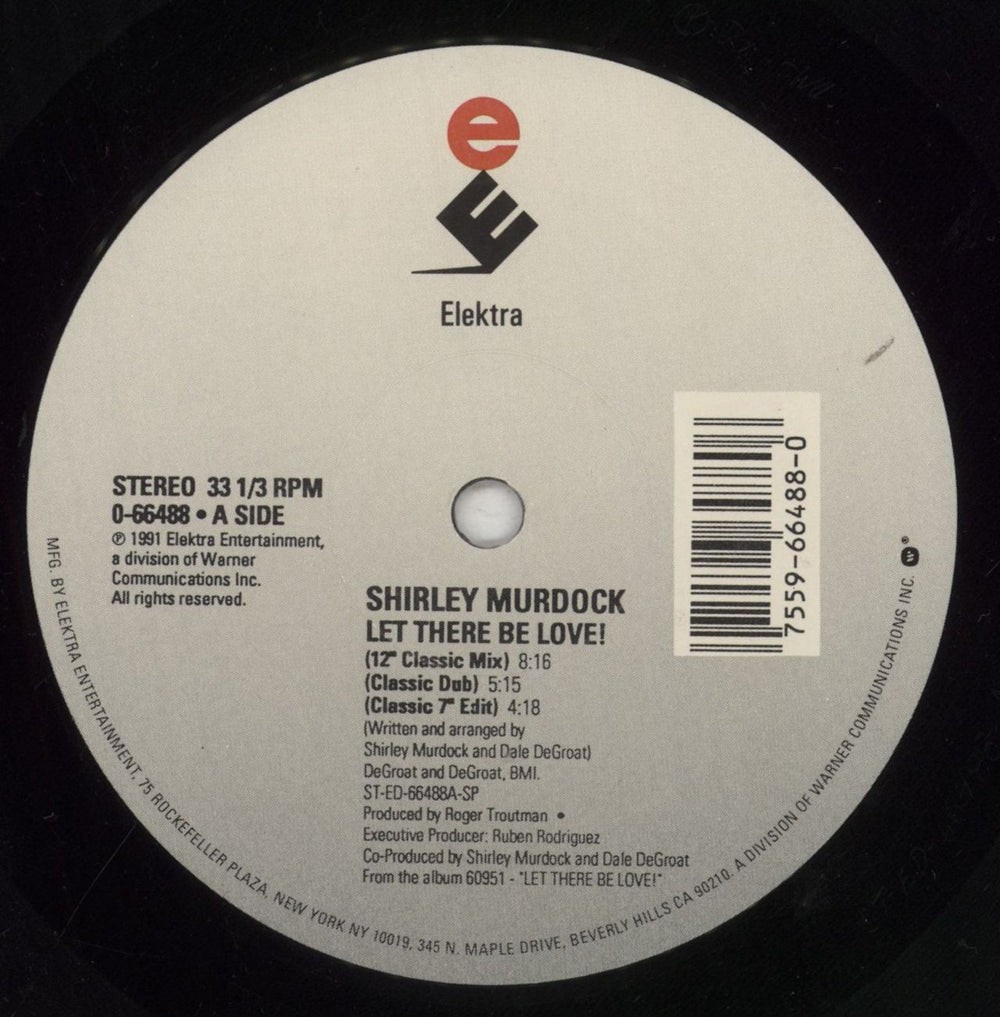 e
E
Elektra
STEREO 33 1/3 RPM
0-66488 • A SIDE
℗ 1991 Elektra Entertainment,
a division of Warner
Communications Inc.
All rights reserved.
7559-66488-0
SHIRLEY MURDOCK
LET THERE BE LOVE!
(12" Classic Mix) 8:16
(Classic Dub) 5:15
(Classic 7" Edit) 4:18
(Written and arranged by
Shirley Murdock and Dale DeGroat)
DeGroat and DeGroat, BMI.
ST-ED-66488A-SP
Produced by Roger Troutman •
Executive Producer: Ruben Rodriguez
Co-Produced by Shirley Murdock and Dale DeGroat
From the album 60951 - "LET THERE BE LOVE!"
MFG. BY ELEKTRA ENTERTAINMENT, 75 ROCKEFELLER PLAZA, NEW YORK NY 10019, 345 N. MAPLE DRIVE, BEVERLY HILLS CA 90210. A DIVISION OF WARNER COMMUNICATIONS INC. ®